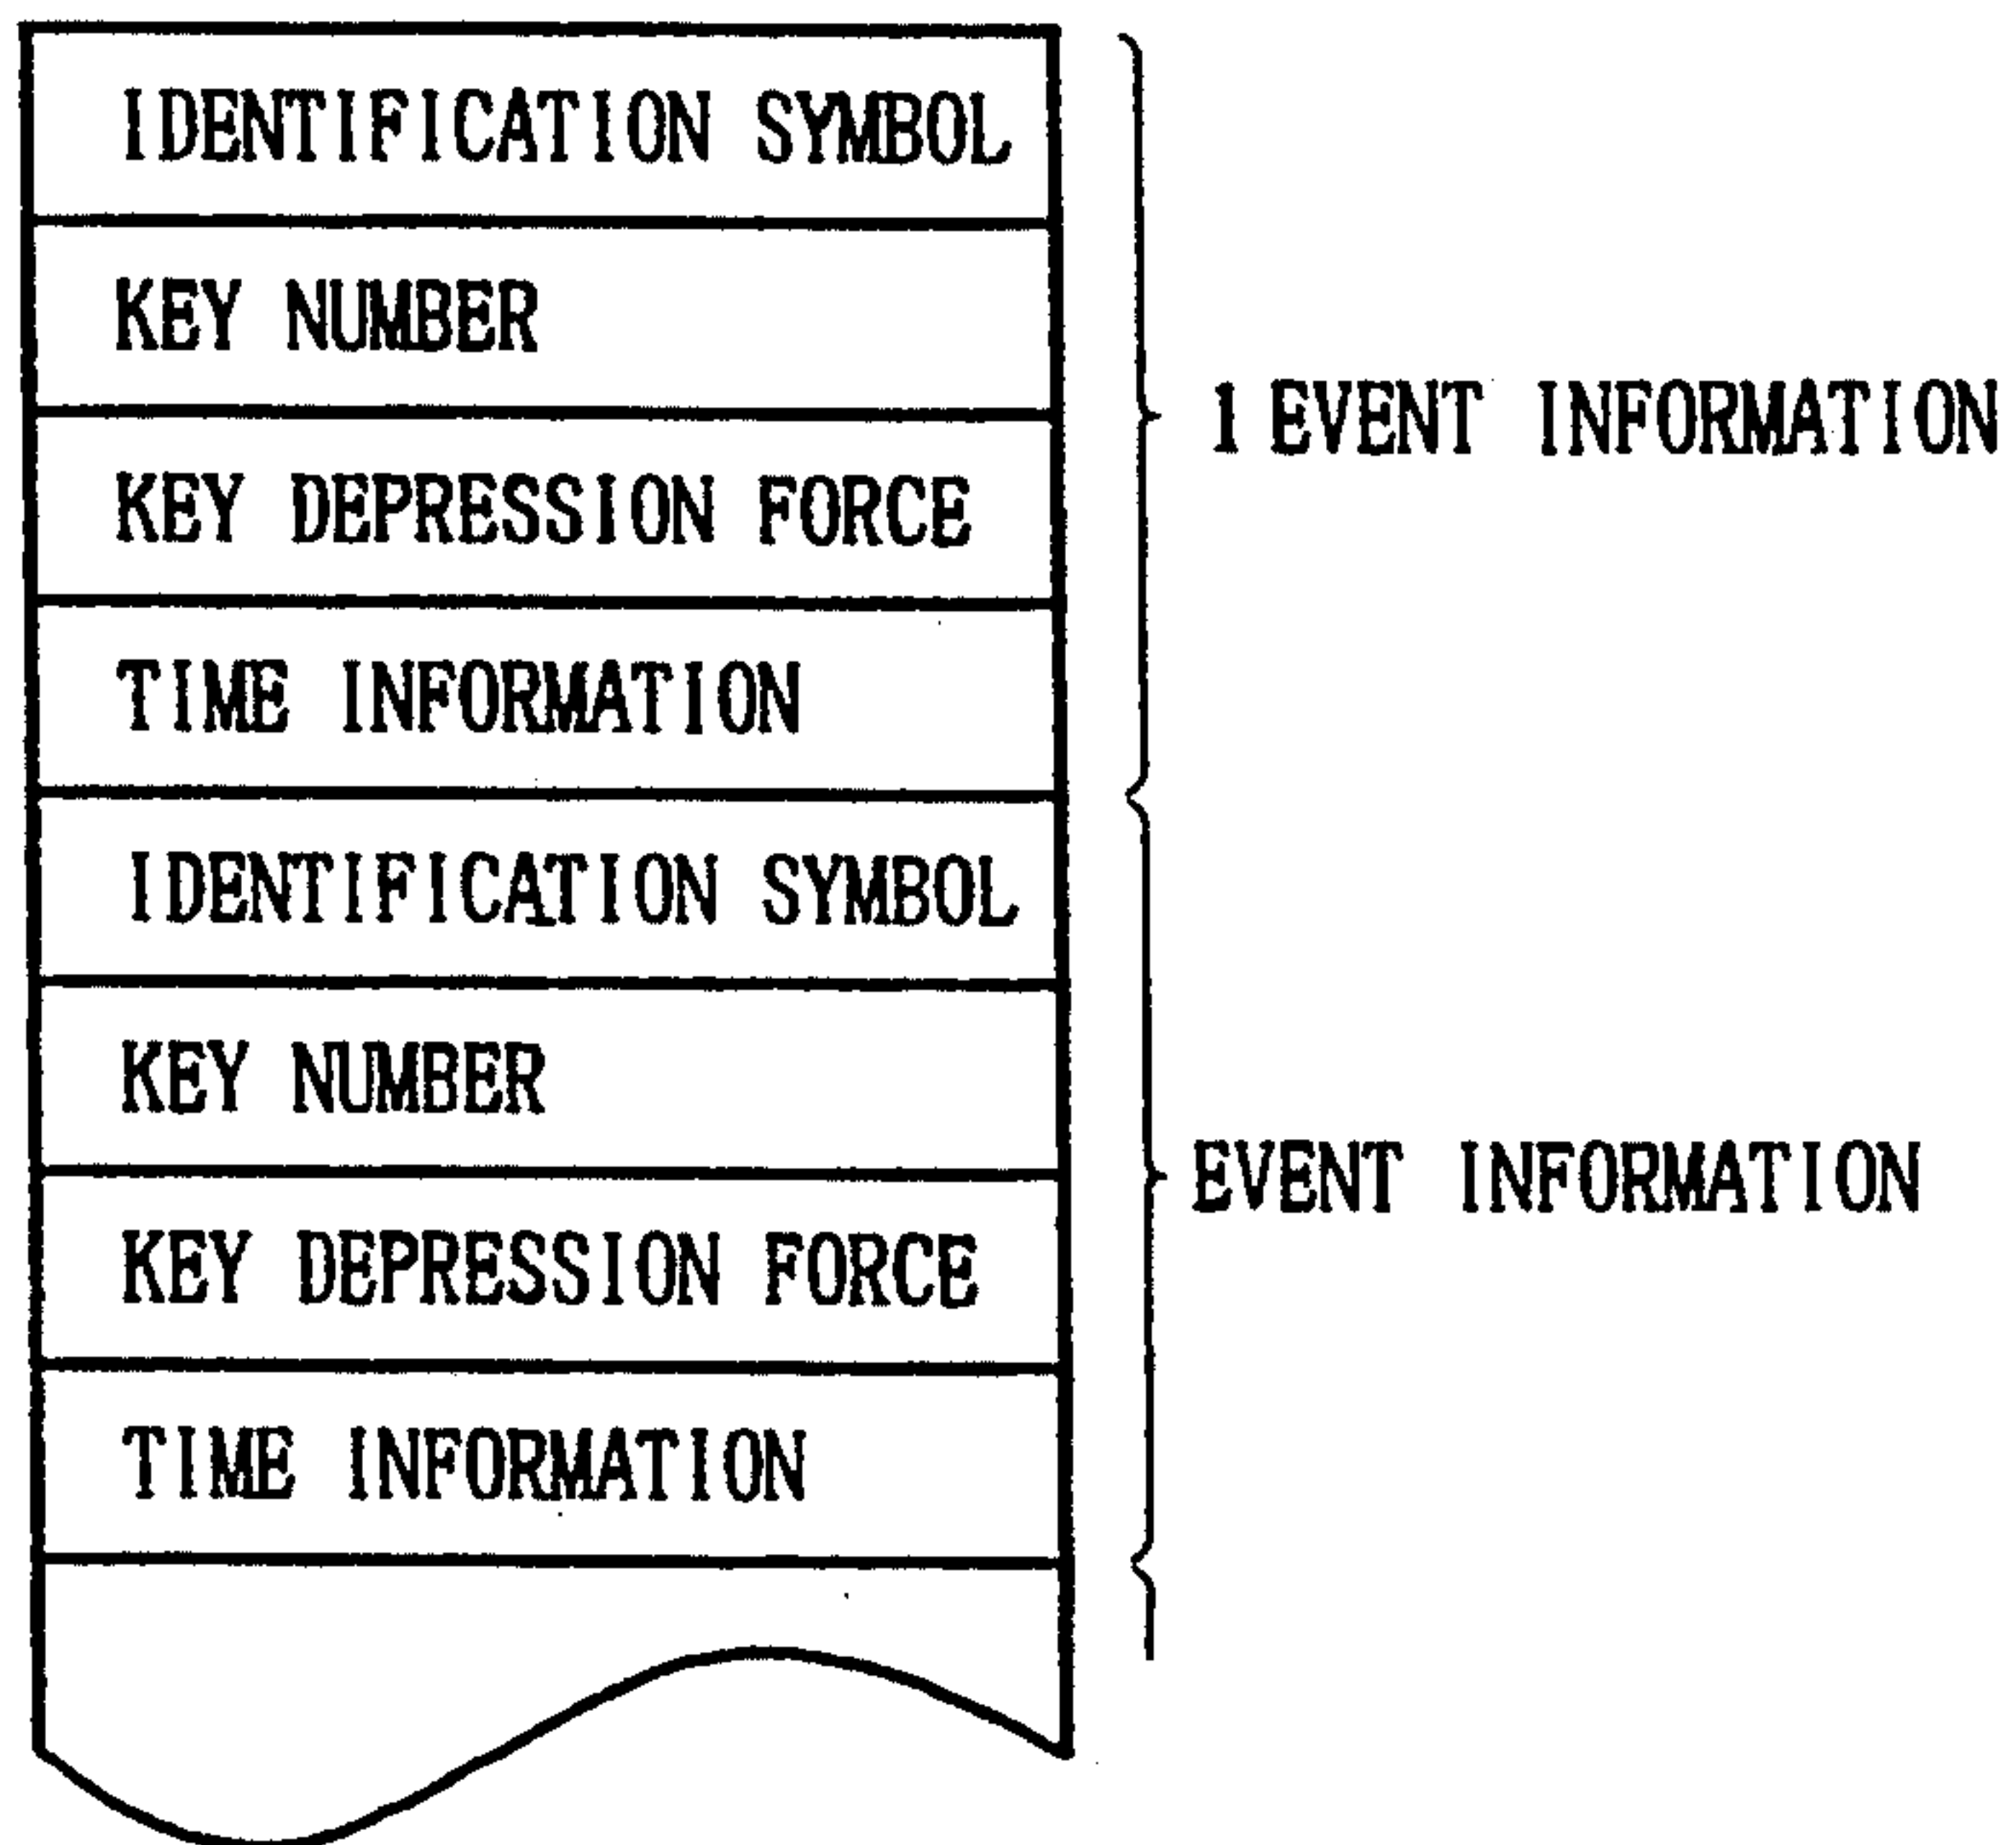 IDENTIFICATION SYMBOL
KEY NUMBER
1 EVENT INFORMATION
KEY DEPRESSION FORCE
TIME INFORMATION
IDENTIFICATION SYMBOL
KEY NUMBER
EVENT INFORMATION
KEY DEPRESSION FORCE
TIME INFORMATION